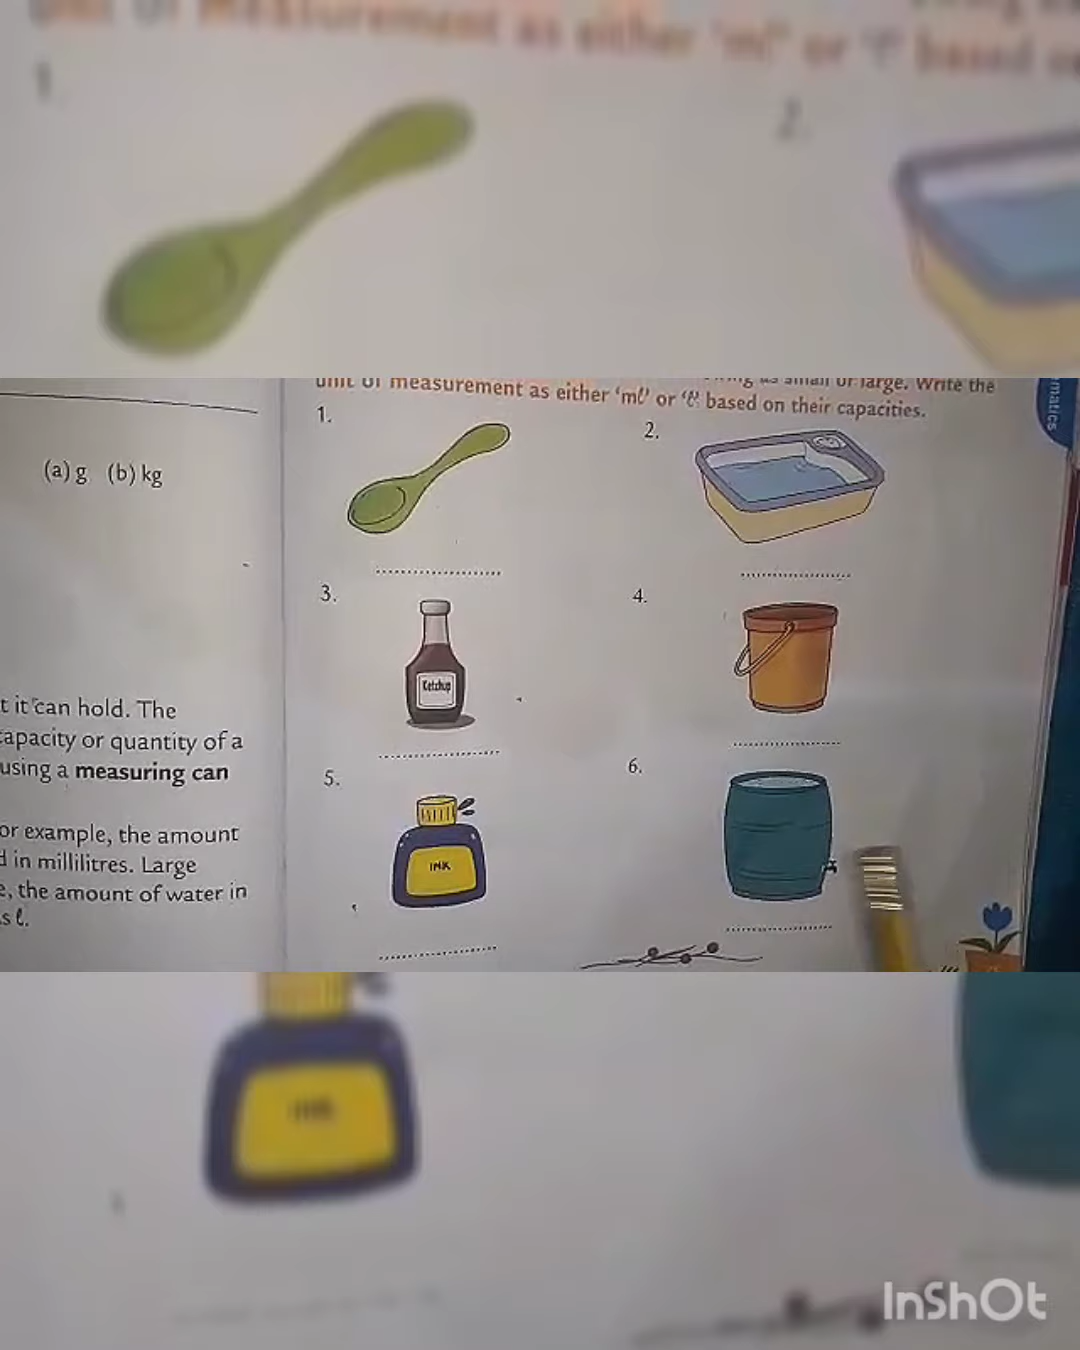 unit of measurement as either 'ml' or 'l' based on
1.
2.
as small or large. Write the
unit of measurement as either 'mℓ' or 'ℓ' based on their capacities.
matics
1.
2.
(a) g (b) kg
3.
4.
Ketchup
t it can hold. The
capacity or quantity of a
using a measuring can
5.
6.
or example, the amount
d in millilitres. Large
e, the amount of water in
s ℓ.
INK
INK
InShOt